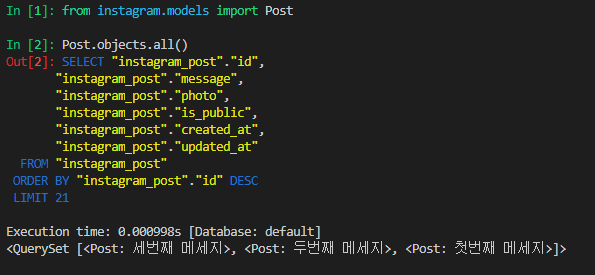 In [1]: from instagram.models import Post
In [2]: Post.objects.all()
Out[2]: SELECT "instagram_post"."id",
"instagram_post"."message",
"instagram_post"."photo",
"instagram_post"."is_public",
"instagram_post"."created_at",
"instagram_post"."updated_at"
FROM "instagram_post"
ORDER BY "instagram_post"."id" DESC
LIMIT 21
Execution time: 0.000998s [Database: default]
<QuerySet [<Post: 세번째 메세지>, <Post: 두번째 메세지>, <Post: 첫번째 메세지>]>